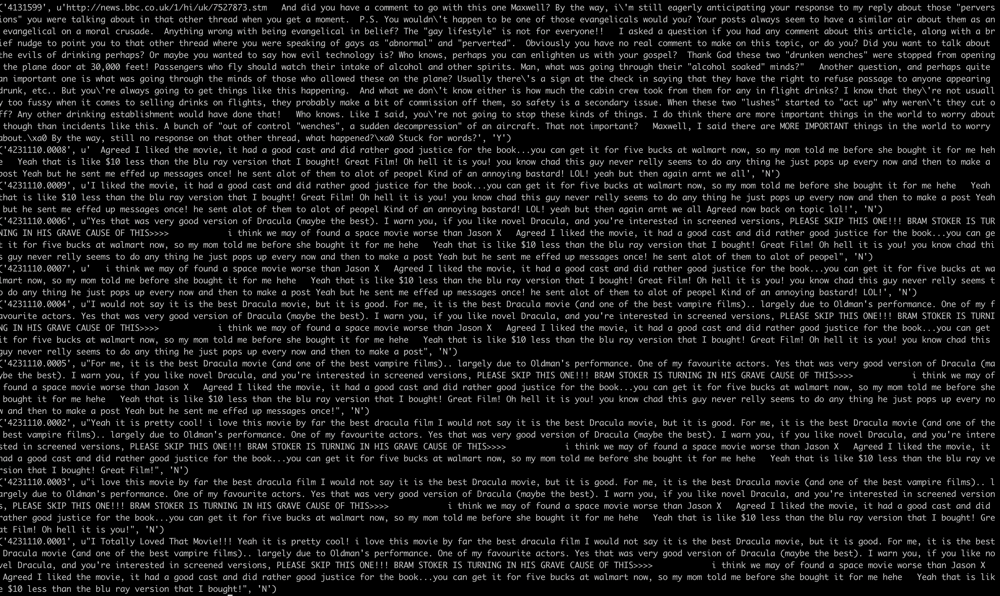 ('4131599', u'http://news.bbc.co.uk/1/hi/uk/7527873.stm   And did you have a comment to go with this one Maxwell? By the way, i\'m still eagerly anticipating your response to my reply about those "pervers
ions" you were talking about in that other thread when you get a moment.  P.S. You wouldn\'t happen to be one of those evangelicals would you? Your posts always seem to have a similar air about them as an
 evangelical on a moral crusade.  Anything wrong with being evangelical in belief? The "gay lifestyle" is not for everyone!!   I asked a question if you had any comment about this article, along with a br
ief nudge to point you to that other thread where you were speaking of gays as "abnormal" and "perverted".  Obviously you have no real comment to make on this topic, or do you? Did you want to talk about
the evils of drinking perhaps? Or maybe you wanted to say how evil technology is? Who knows, perhaps you can enlighten us with your gospel?  Thank God these two "drunken wenches" were stopped from opening
 the plane door at 30,000 feet! Passengers who fly should watch their intake of alcohol and other spirits. Man, what was going through their "alcohol soaked" minds?"   Another question, and perhaps quite
an important one is what was going through the minds of those who allowed these on the plane? Usually there\'s a sign at the check in saying that they have the right to refuse passage to anyone appearing
drunk, etc.. But you\'re always going to get things like this happening.  And what we don\'t know either is how much the cabin crew took from them for any in flight drinks? I know that they\'re not usuall
y too fussy when it comes to selling drinks on flights, they probably make a bit of commission off them, so safety is a secondary issue. When these two "lushes" started to "act up" why weren\'t they cut o
ff? Any other drinking establishment would have done that!   Who knows. Like I said, you\'re not going to stop these kinds of things. I do think there are more important things in the world to worry about
 though than incidents like this. A bunch of "out of control "wenches", a sudden decompression" of an aircraft. That not important?   Maxwell, I said there are MORE IMPORTANT things in the world to worry
about.\xa0 By the way, still no response on that other thread, what happened?\xa0 Stuck for words?', 'Y')
('4231110.0008', u'  Agreed I liked the movie, it had a good cast and did rather good justice for the book...you can get it for five bucks at walmart now, so my mom told me before she bought it for me heh
e   Yeah that is like $10 less than the blu ray version that I bought! Great Film! Oh hell it is you! you know chad this guy never relly seems to do any thing he just pops up every now and then to make a
post Yeah but he sent me effed up messages once! he sent alot of them to alot of peopel Kind of an annoying bastard! LOL! yeah but then again arnt we all', 'N')
('4231110.0009', u'I liked the movie, it had a good cast and did rather good justice for the book...you can get it for five bucks at walmart now, so my mom told me before she bought it for me hehe   Yeah
that is like $10 less than the blu ray version that I bought! Great Film! Oh hell it is you! you know chad this guy never relly seems to do any thing he just pops up every now and then to make a post Yeah
 but he sent me effed up messages once! he sent alot of them to alot of peopel Kind of an annoying bastard! LOL! yeah but then again arnt we all Agreed now back on topic lol!', 'N')
('4231110.0006', u"Yes that was very good version of Dracula (maybe the best). I warn you, if you like novel Dracula, and you're interested in screened versions, PLEASE SKIP THIS ONE!!! BRAM STOKER IS TUR
NING IN HIS GRAVE CAUSE OF THIS>>>>            i think we may of found a space movie worse than Jason X   Agreed I liked the movie, it had a good cast and did rather good justice for the book...you can ge
t it for five bucks at walmart now, so my mom told me before she bought it for me hehe   Yeah that is like $10 less than the blu ray version that I bought! Great Film! Oh hell it is you! you know chad thi
s guy never relly seems to do any thing he just pops up every now and then to make a post Yeah but he sent me effed up messages once! he sent alot of them to alot of peopel", 'N')
('4231110.0007', u'   i think we may of found a space movie worse than Jason X   Agreed I liked the movie, it had a good cast and did rather good justice for the book...you can get it for five bucks at wa
lmart now, so my mom told me before she bought it for me hehe   Yeah that is like $10 less than the blu ray version that I bought! Great Film! Oh hell it is you! you know chad this guy never relly seems t
o do any thing he just pops up every now and then to make a post Yeah but he sent me effed up messages once! he sent alot of them to alot of peopel Kind of an annoying bastard! LOL!', 'N')
('4231110.0004', u"I would not say it is the best Dracula movie, but it is good. For me, it is the best Dracula movie (and one of the best vampire films).. largely due to Oldman's performance. One of my f
avourite actors. Yes that was very good version of Dracula (maybe the best). I warn you, if you like novel Dracula, and you're interested in screened versions, PLEASE SKIP THIS ONE!!! BRAM STOKER IS TURNI
NG IN HIS GRAVE CAUSE OF THIS>>>>            i think we may of found a space movie worse than Jason X   Agreed I liked the movie, it had a good cast and did rather good justice for the book...you can get
it for five bucks at walmart now, so my mom told me before she bought it for me hehe   Yeah that is like $10 less than the blu ray version that I bought! Great Film! Oh hell it is you! you know chad this
guy never relly seems to do any thing he just pops up every now and then to make a post", 'N')
('4231110.0005', u"For me, it is the best Dracula movie (and one of the best vampire films).. largely due to Oldman's performance. One of my favourite actors. Yes that was very good version of Dracula (ma
ybe the best). I warn you, if you like novel Dracula, and you're interested in screened versions, PLEASE SKIP THIS ONE!!! BRAM STOKER IS TURNING IN HIS GRAVE CAUSE OF THIS>>>>            i think we may of
 found a space movie worse than Jason X   Agreed I liked the movie, it had a good cast and did rather good justice for the book...you can get it for five bucks at walmart now, so my mom told me before she
 bought it for me hehe   Yeah that is like $10 less than the blu ray version that I bought! Great Film! Oh hell it is you! you know chad this guy never relly seems to do any thing he just pops up every no
w and then to make a post Yeah but he sent me effed up messages once!", 'N')
('4231110.0002', u"Yeah it is pretty cool! i love this movie by far the best dracula film I would not say it is the best Dracula movie, but it is good. For me, it is the best Dracula movie (and one of the
 best vampire films).. largely due to Oldman's performance. One of my favourite actors. Yes that was very good version of Dracula (maybe the best). I warn you, if you like novel Dracula, and you're intere
sted in screened versions, PLEASE SKIP THIS ONE!!! BRAM STOKER IS TURNING IN HIS GRAVE CAUSE OF THIS>>>>            i think we may of found a space movie worse than Jason X   Agreed I liked the movie, it
had a good cast and did rather good justice for the book...you can get it for five bucks at walmart now, so my mom told me before she bought it for me hehe   Yeah that is like $10 less than the blu ray ve
rsion that I bought! Great Film!", 'N')
('4231110.0003', u"i love this movie by far the best dracula film I would not say it is the best Dracula movie, but it is good. For me, it is the best Dracula movie (and one of the best vampire films).. l
argely due to Oldman's performance. One of my favourite actors. Yes that was very good version of Dracula (maybe the best). I warn you, if you like novel Dracula, and you're interested in screened version
s, PLEASE SKIP THIS ONE!!! BRAM STOKER IS TURNING IN HIS GRAVE CAUSE OF THIS>>>>            i think we may of found a space movie worse than Jason X   Agreed I liked the movie, it had a good cast and did
rather good justice for the book...you can get it for five bucks at walmart now, so my mom told me before she bought it for me hehe   Yeah that is like $10 less than the blu ray version that I bought! Gre
at Film! Oh hell it is you!", 'N')
('4231110.0001', u"I Totally Loved That Movie!!! Yeah it is pretty cool! i love this movie by far the best dracula film I would not say it is the best Dracula movie, but it is good. For me, it is the best
 Dracula movie (and one of the best vampire films).. largely due to Oldman's performance. One of my favourite actors. Yes that was very good version of Dracula (maybe the best). I warn you, if you like no
vel Dracula, and you're interested in screened versions, PLEASE SKIP THIS ONE!!! BRAM STOKER IS TURNING IN HIS GRAVE CAUSE OF THIS>>>>            i think we may of found a space movie worse than Jason X
 Agreed I liked the movie, it had a good cast and did rather good justice for the book...you can get it for five bucks at walmart now, so my mom told me before she bought it for me hehe   Yeah that is lik
e $10 less than the blu ray version that I bought!", 'N')